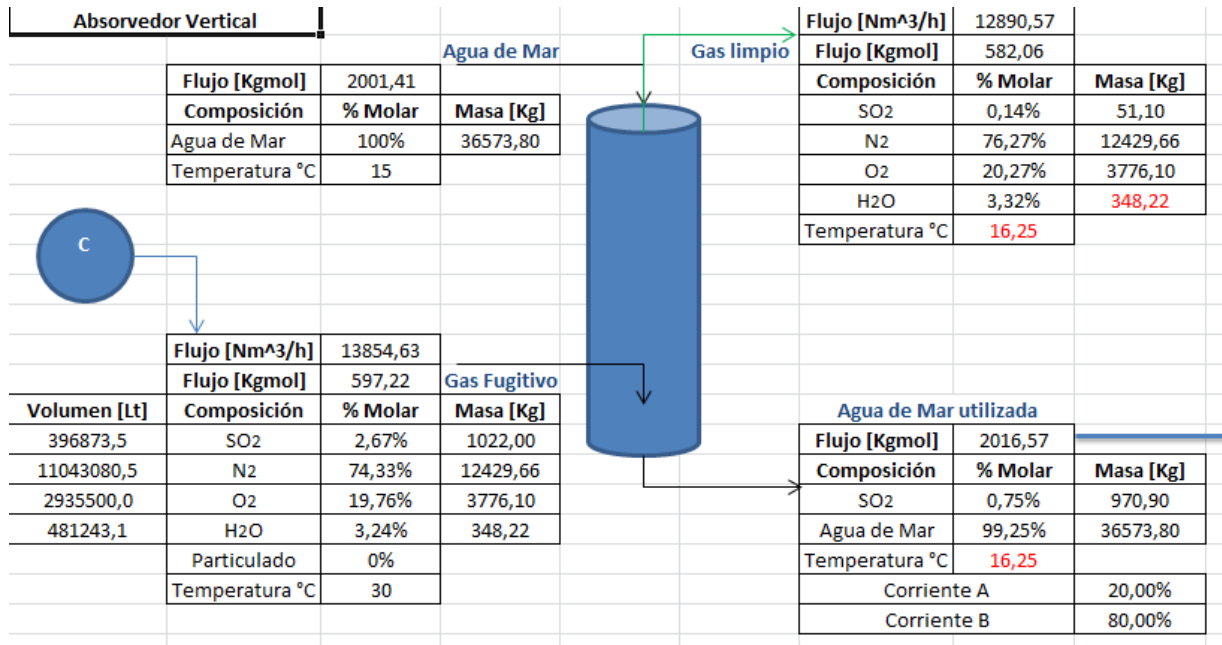 Absorvedor Vertical
Agua de Mar
Flujo [Kgmol] 2001,41
Composición % Molar Masa [Kg]
Agua de Mar 100% 36573,80
Temperatura °C 15
Gas limpio
Flujo [Nm^3/h] 12890,57
Flujo [Kgmol] 582,06
Composición % Molar Masa [Kg]
SO2 0,14% 51,10
N2 76,27% 12429,66
O2 20,27% 3776,10
H2O 3,32% 348,22
Temperatura °C 16,25
C
Flujo [Nm^3/h] 13854,63
Flujo [Kgmol] 597,22 Gas Fugitivo
Volumen [Lt] Composición % Molar Masa [Kg]
396873,5 SO2 2,67% 1022,00
11043080,5 N2 74,33% 12429,66
2935500,0 O2 19,76% 3776,10
481243,1 H2O 3,24% 348,22
Particulado 0%
Temperatura °C 30
Agua de Mar utilizada
Flujo [Kgmol] 2016,57
Composición % Molar Masa [Kg]
SO2 0,75% 970,90
Agua de Mar 99,25% 36573,80
Temperatura °C 16,25
Corriente A 20,00%
Corriente B 80,00%